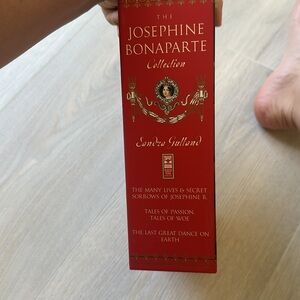 THE
JOSEPHINE
BONAPARTE
Collection
Sandra Gulland
THE MANY LIVES & SECRET
SORROWS OF JOSEPHINE B.
TALES OF PASSION,
TALES OF WOE
THE LAST GREAT DANCE ON
EARTH